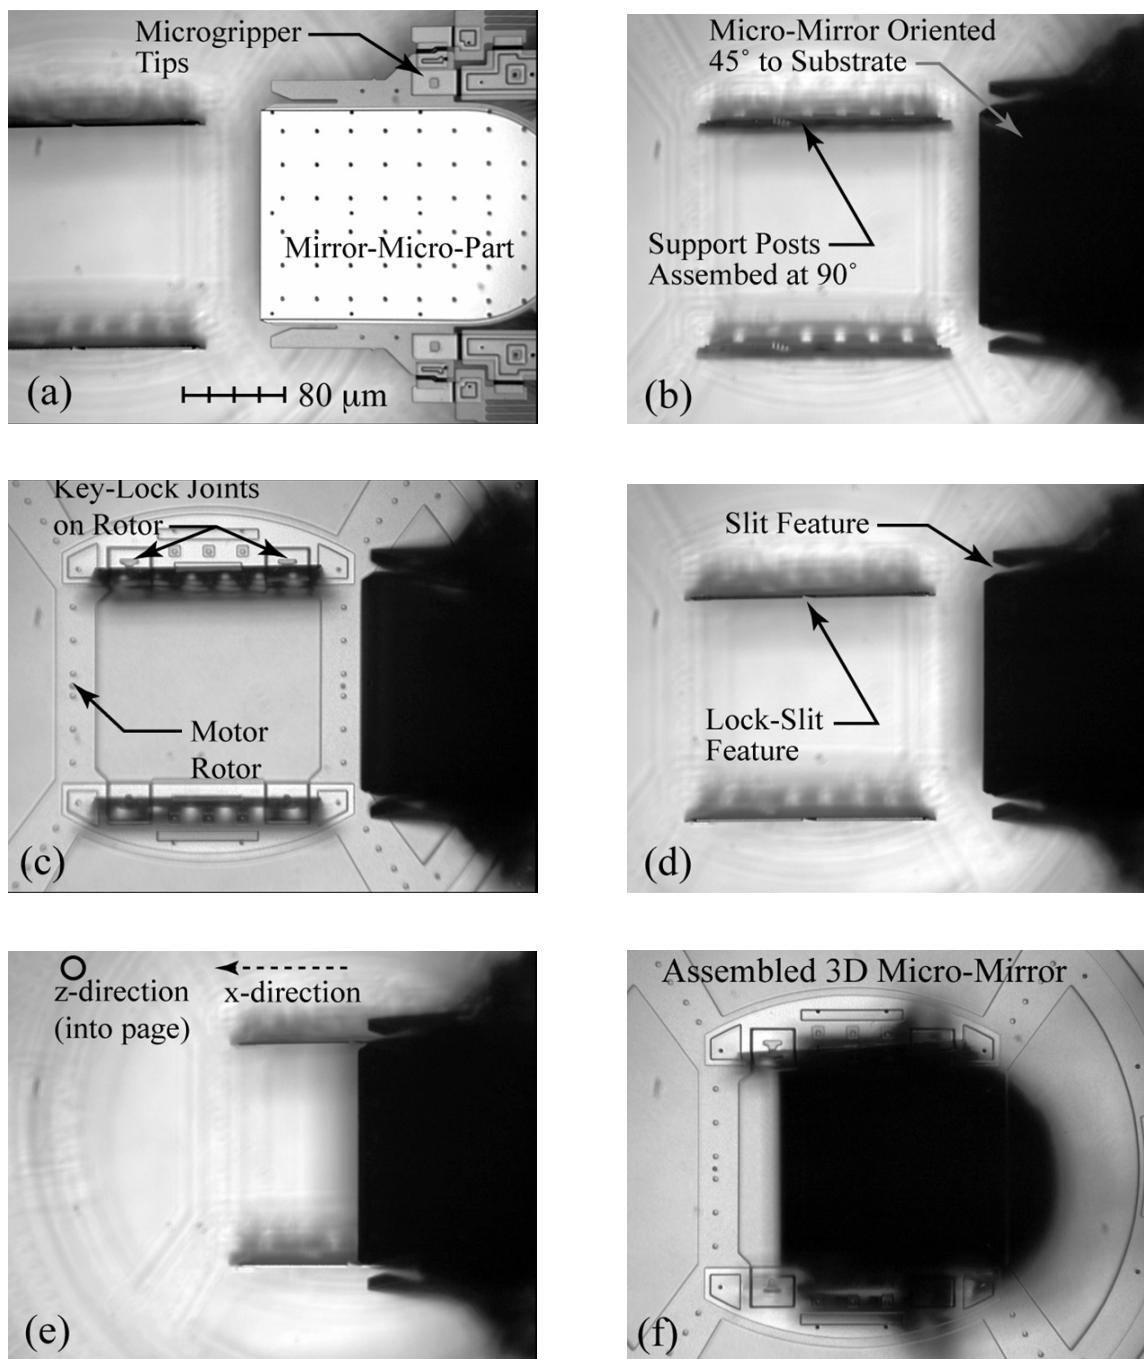 Microgripper
Tips
Mirror-Micro-Part
80 μm
(a)
Micro-Mirror Oriented
45° to Substrate
Support Posts
Assembed at 90°
(b)
Key-Lock Joints
on Rotor
Motor
Rotor
(c)
Slit Feature
Lock-Slit
Feature
(d)
z-direction
(into page)
x-direction
(e)
Assembled 3D Micro-Mirror
(f)